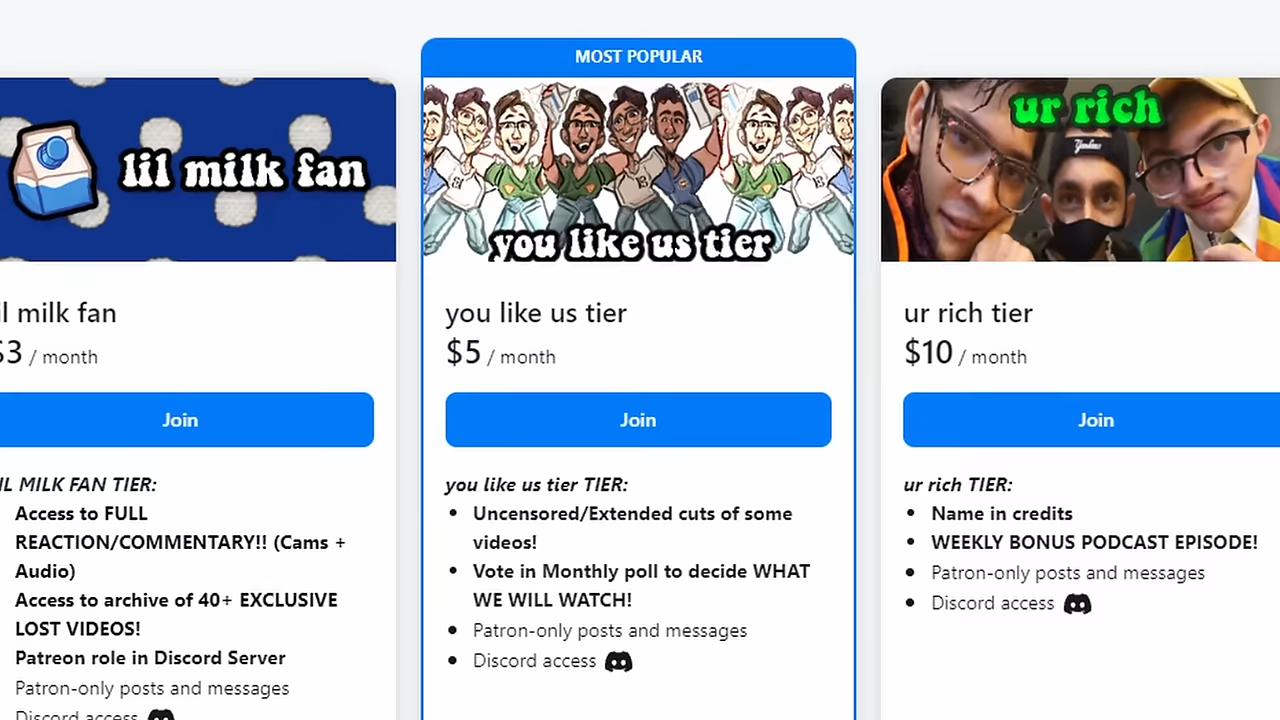 MOST POPULAR
lil milk fan
you like us tier
ur rich
Yankees
il milk fan
$3 / month
Join
IL MILK FAN TIER:
Access to FULL
REACTION/COMMENTARY!! (Cams +
Audio)
Access to archive of 40+ EXCLUSIVE
LOST VIDEOS!
Patreon role in Discord Server
Patron-only posts and messages
Discord access
you like us tier
$5 / month
Join
you like us tier TIER:
• Uncensored/Extended cuts of some
videos!
• Vote in Monthly poll to decide WHAT
WE WILL WATCH!
• Patron-only posts and messages
• Discord access
ur rich tier
$10 / month
Join
ur rich TIER:
• Name in credits
• WEEKLY BONUS PODCAST EPISODE!
• Patron-only posts and messages
• Discord access